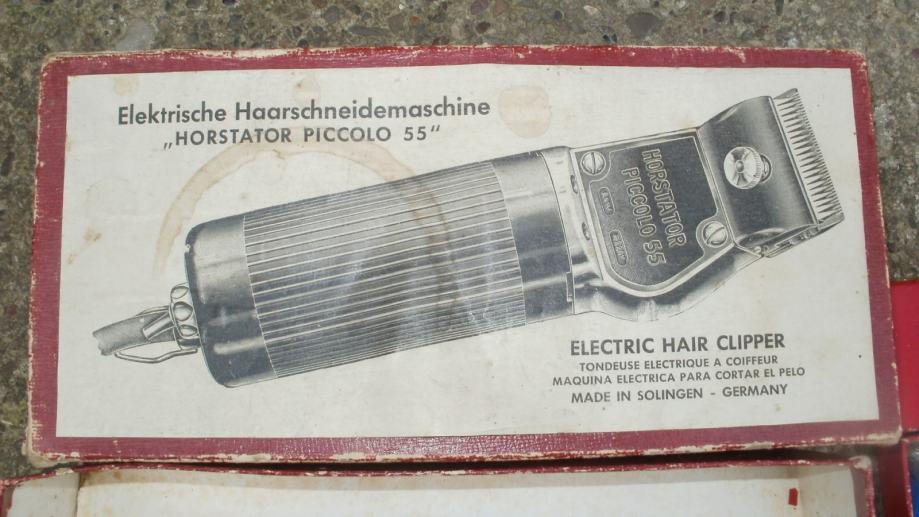 Elektrische Haarschneidemaschine
„HORSTATOR PICCOLO 55“
HORSTATOR
PICCOLO 55
ELECTRIC HAIR CLIPPER
TONDEUSE ELECTRIQUE A COIFFEUR
MAQUINA ELECTRICA PARA CORTAR EL PELO
MADE IN SOLINGEN - GERMANY